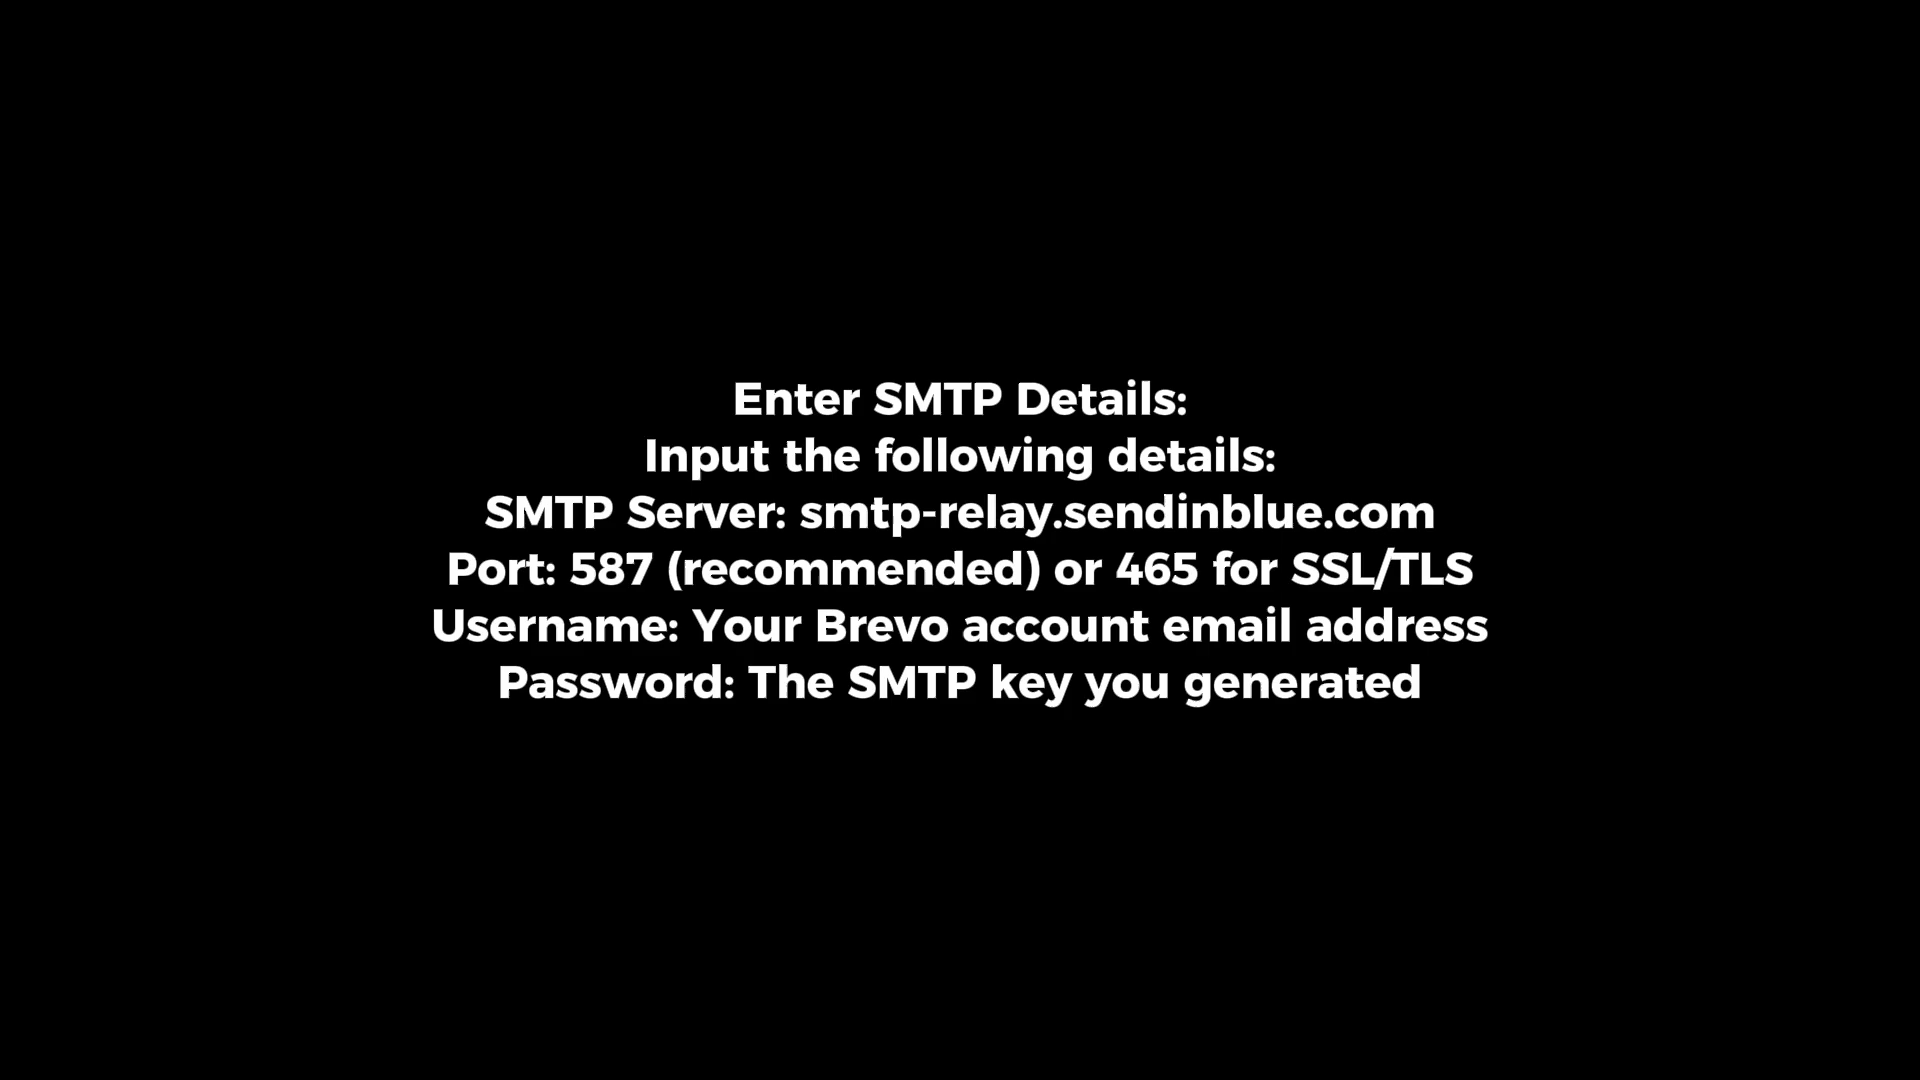 Enter SMTP Details:
Input the following details:
SMTP Server: smtp-relay.sendinblue.com
Port: 587 (recommended) or 465 for SSL/TLS
Username: Your Brevo account email address
Password: The SMTP key you generated